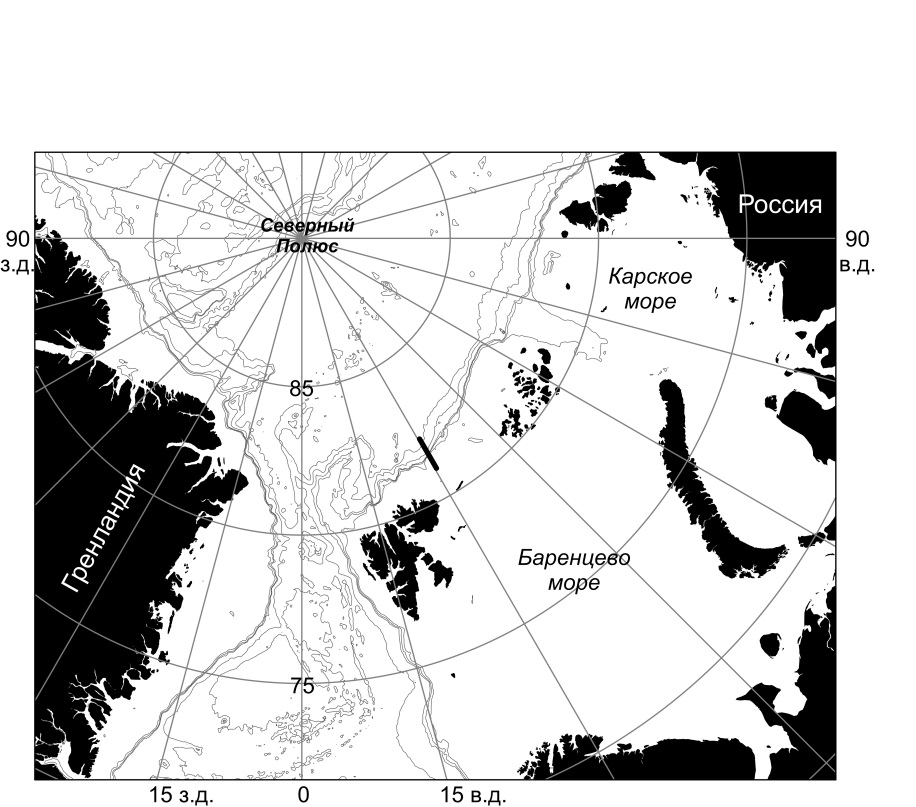 Россия
Северный
Полюс
90
з.д.
90
в.д.
Карское
море
85
Гренландия
Баренцево
море
75
15 з.д.
0
15 в.д.